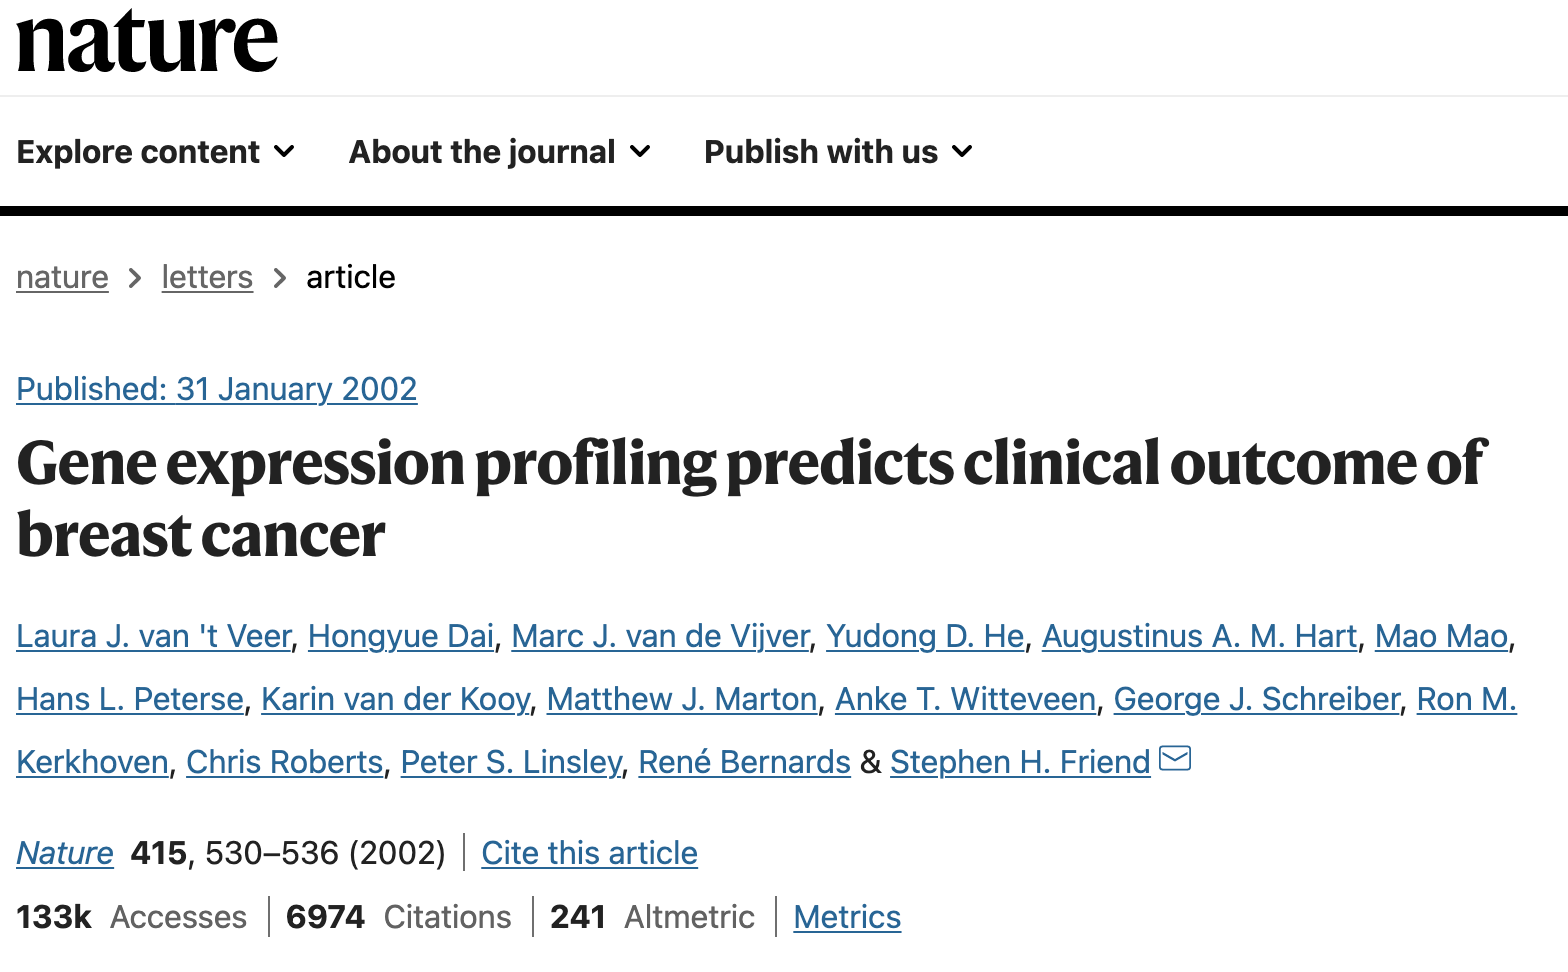 nature
Explore content About the journal Publish with us
nature > letters > article
Published: 31 January 2002
Gene expression profiling predicts clinical outcome of
breast cancer
Laura J. van 't Veer, Hongyue Dai, Marc J. van de Vijver, Yudong D. He, Augustinus A. M. Hart, Mao Mao,
Hans L. Peterse, Karin van der Kooy, Matthew J. Marton, Anke T. Witteveen, George J. Schreiber, Ron M.
Kerkhoven, Chris Roberts, Peter S. Linsley, René Bernards & Stephen H. Friend
Nature 415, 530–536 (2002) | Cite this article
133k Accesses | 6974 Citations | 241 Altmetric | Metrics